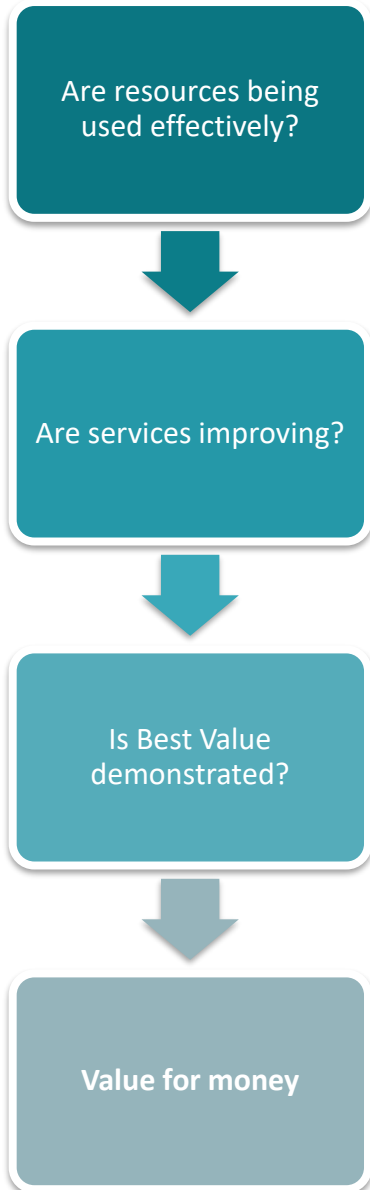 Are resources being
used effectively?
Are services improving?
Is Best Value
demonstrated?
Value for money